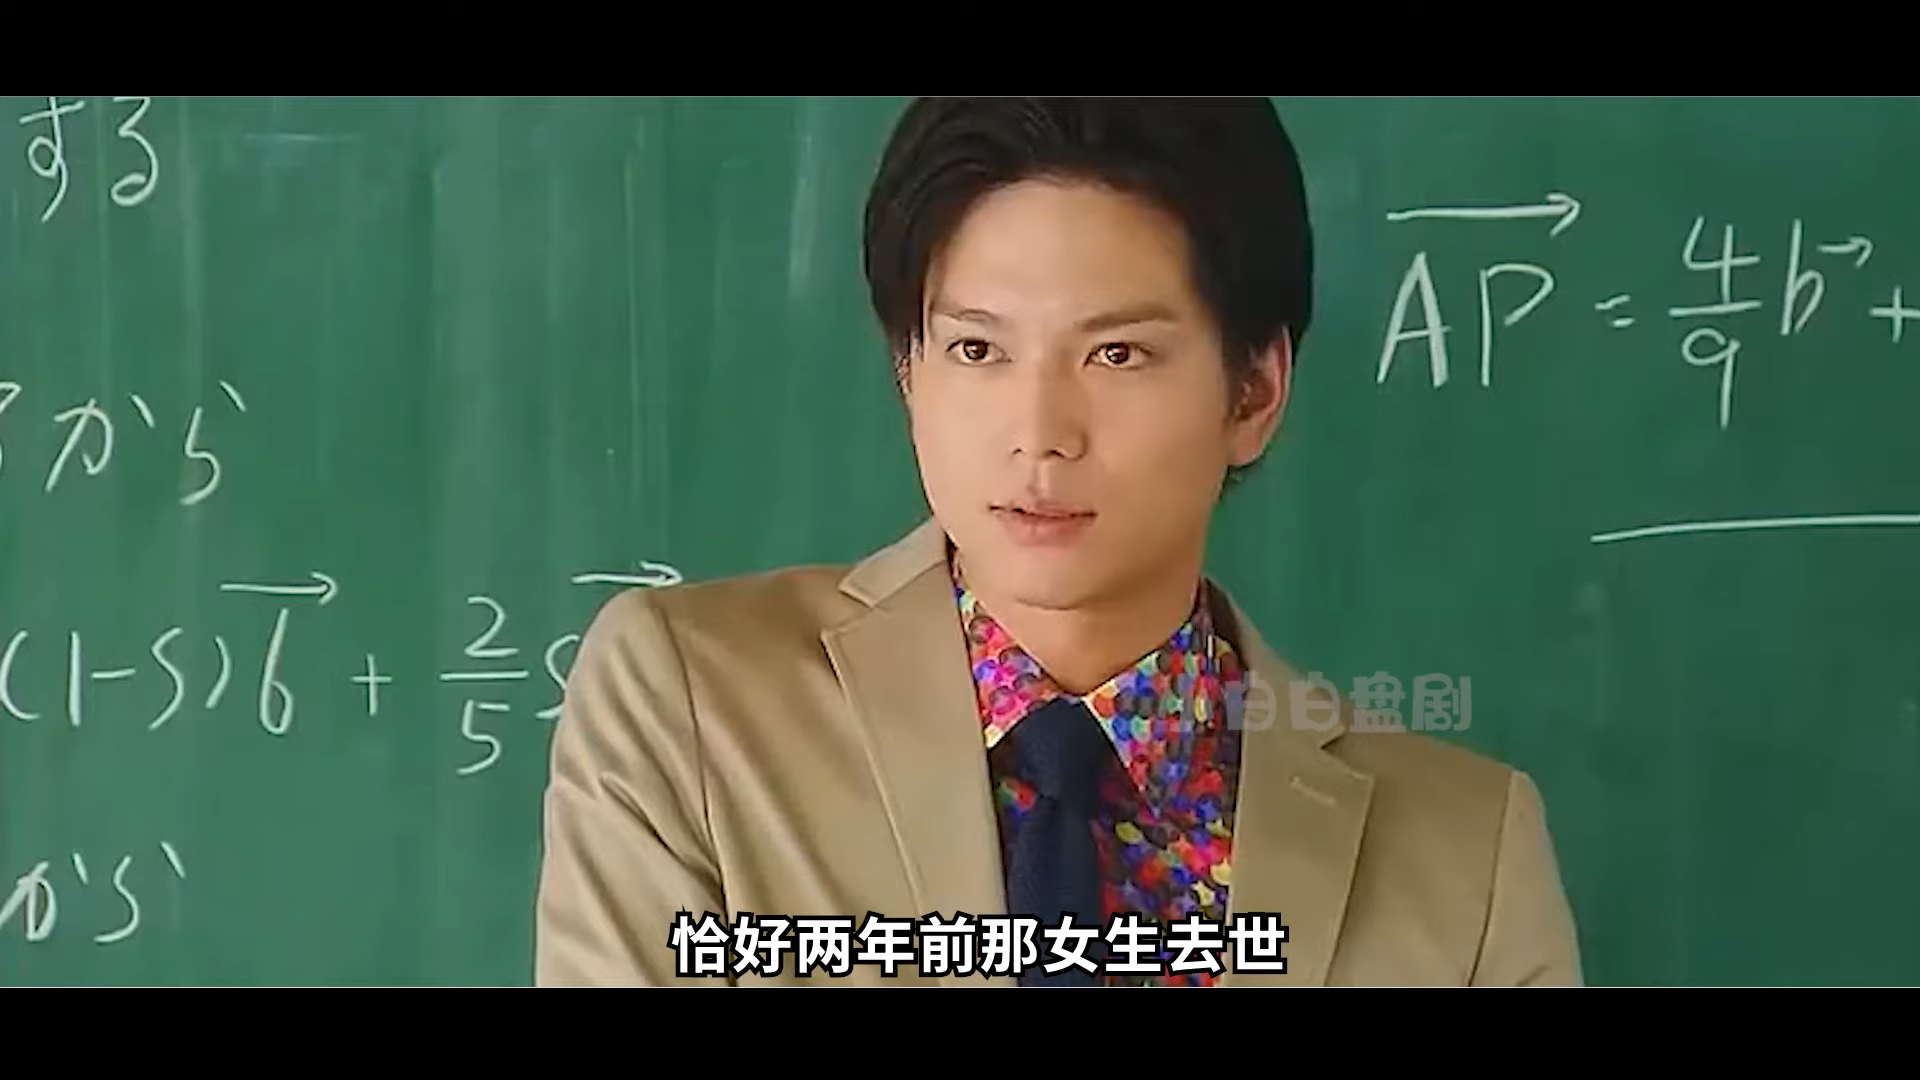 する
から
(1-S)b + 2/5 S
から
AP = 4/9 b +
小白白盘剧
恰好两年前那女生去世